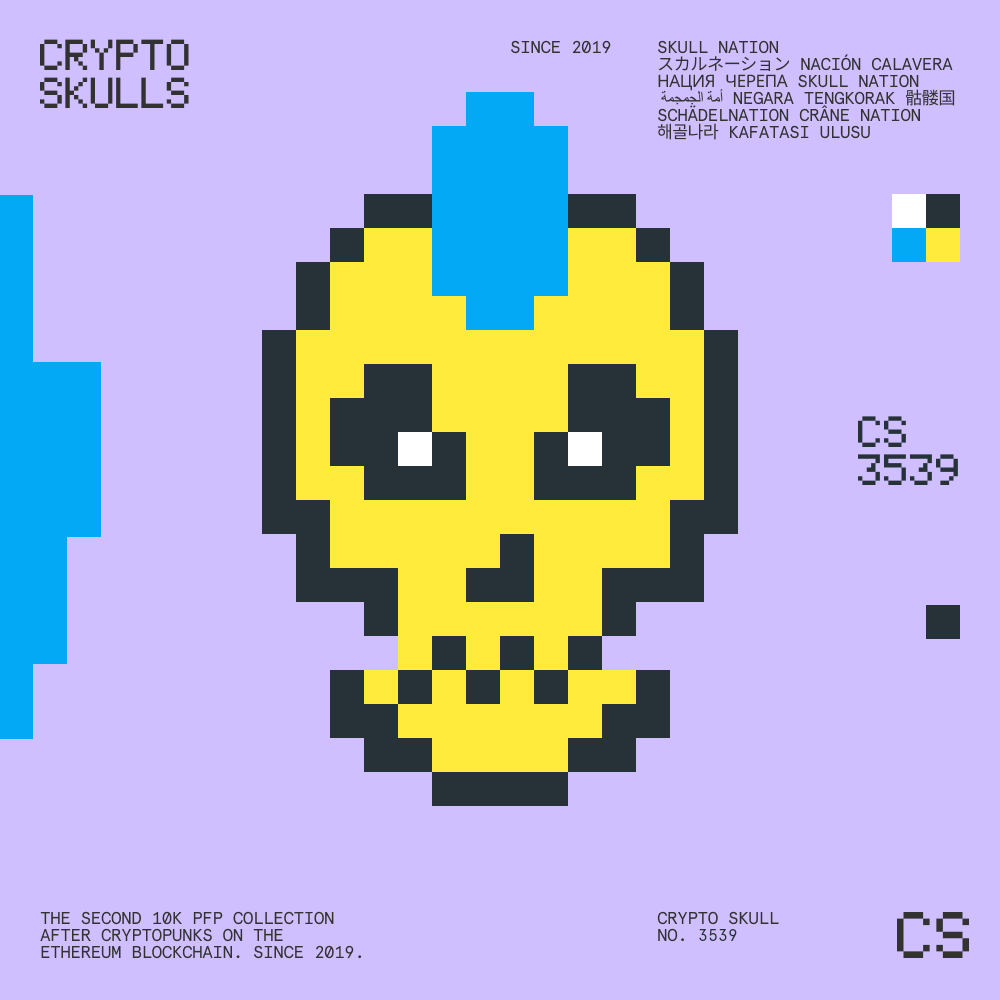 CRYPTO
SKULLS
SINCE 2019
SKULL NATION
スカルネーション NACIÓN CALAVERA
НАЦИЯ ЧЕРЕПА SKULL NATION
أمة الجمجمة NEGARA TENGKORAK 骷髅国
SCHÄDELNATION CRÂNE NATION
해골나라 KAFATASI ULUSU
CS
3539
THE SECOND 10K PFP COLLECTION
AFTER CRYPTOPUNKS ON THE
ETHEREUM BLOCKCHAIN. SINCE 2019.
CRYPTO SKULL
NO. 3539
CS